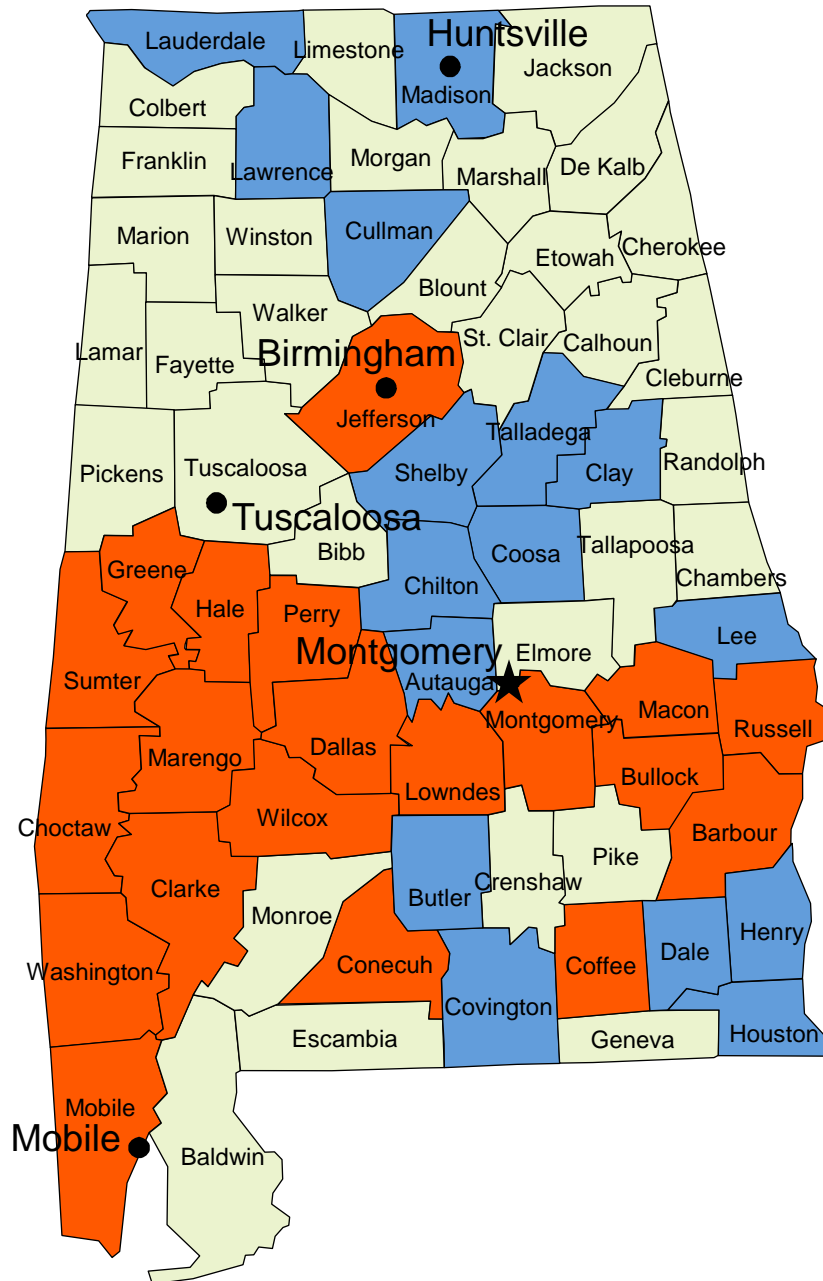 Huntsville
Lauderdale
Limestone
Jackson
Madison
Colbert
Franklin
Lawrence
Morgan
Marshall
De Kalb
Marion
Winston
Cullman
Etowah
Cherokee
Blount
Walker
St. Clair
Calhoun
Lamar
Fayette
Birmingham
Cleburne
Jefferson
Talladega
Pickens
Tuscaloosa
Shelby
Clay
Randolph
Tuscaloosa
Bibb
Coosa
Tallapoosa
Greene
Chilton
Chambers
Hale
Perry
Lee
Montgomery
Elmore
Sumter
Autauga
Macon
Montgomery
Russell
Marengo
Dallas
Bullock
Lowndes
Choctaw
Wilcox
Barbour
Pike
Clarke
Crenshaw
Butler
Monroe
Henry
Dale
Washington
Conecuh
Coffee
Covington
Escambia
Geneva
Houston
Mobile
Mobile
Baldwin